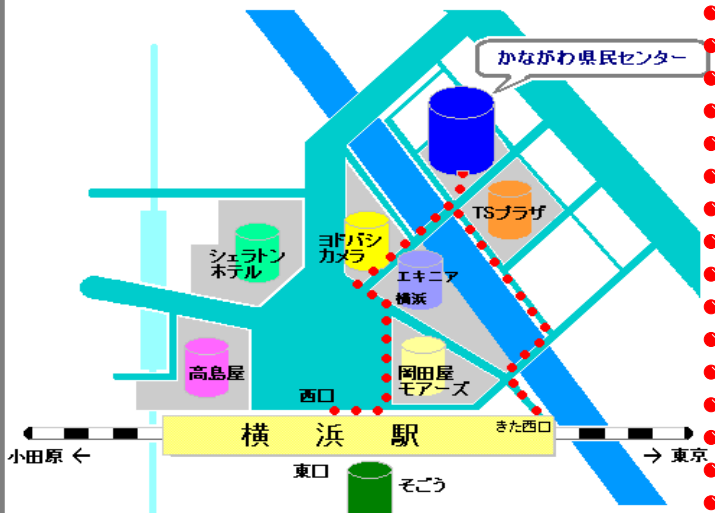 かながわ県民センター
TSプラザ
ヨドバシ
カメラ
シェラトン
ホテル
エキニア
横浜
高島屋
岡田屋
モアーズ
西口
きた西口
横浜駅
小田原 ←
→ 東京
東口
そごう